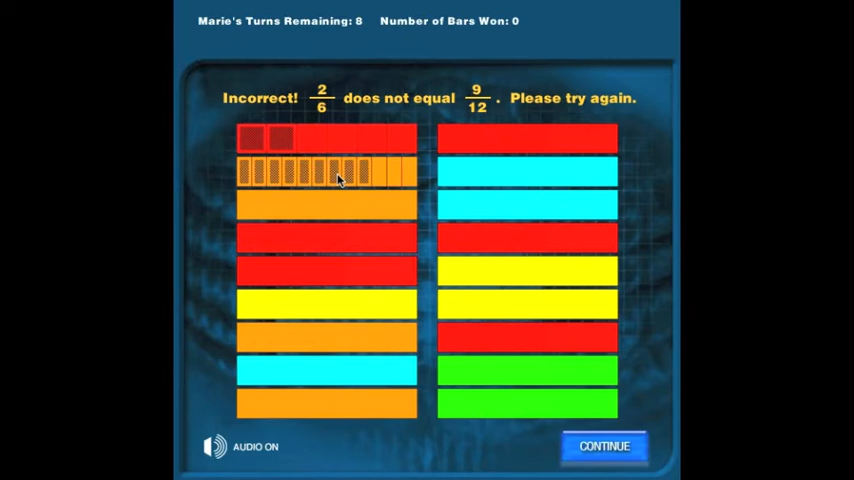 Marie's Turns Remaining: 8 Number of Bars Won: 0
Incorrect! 2/6 does not equal 9/12. Please try again.
AUDIO ON
CONTINUE